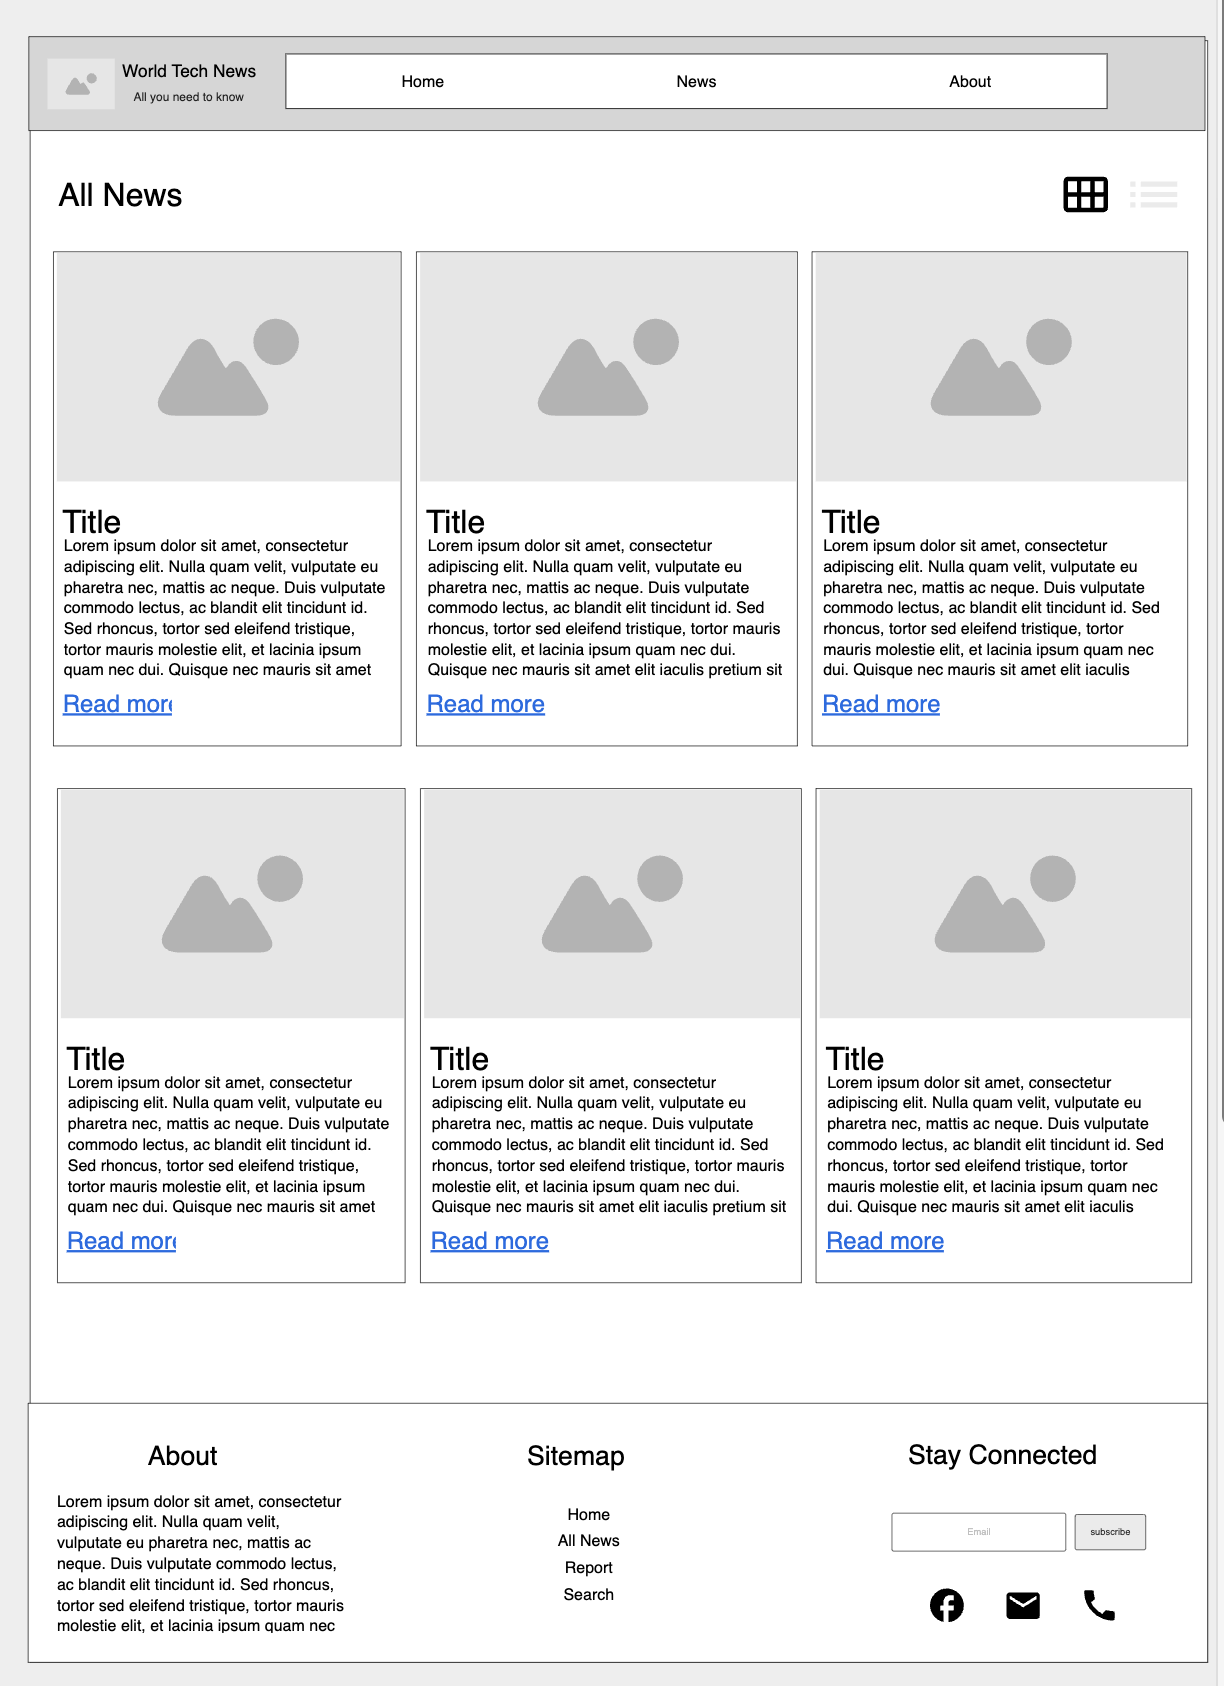 World Tech News
All you need to know
Home
News
About
All News
Title
Lorem ipsum dolor sit amet, consectetur
adipiscing elit. Nulla quam velit, vulputate eu
pharetra nec, mattis ac neque. Duis vulputate
commodo lectus, ac blandit elit tincidunt id.
Sed rhoncus, tortor sed eleifend tristique,
tortor mauris molestie elit, et lacinia ipsum
quam nec dui. Quisque nec mauris sit amet
Read more
Title
Lorem ipsum dolor sit amet, consectetur
adipiscing elit. Nulla quam velit, vulputate eu
pharetra nec, mattis ac neque. Duis vulputate
commodo lectus, ac blandit elit tincidunt id. Sed
rhoncus, tortor sed eleifend tristique, tortor mauris
molestie elit, et lacinia ipsum quam nec dui.
Quisque nec mauris sit amet elit iaculis pretium sit
Read more
Title
Lorem ipsum dolor sit amet, consectetur
adipiscing elit. Nulla quam velit, vulputate eu
pharetra nec, mattis ac neque. Duis vulputate
commodo lectus, ac blandit elit tincidunt id. Sed
rhoncus, tortor sed eleifend tristique, tortor
mauris molestie elit, et lacinia ipsum quam nec
dui. Quisque nec mauris sit amet elit iaculis
Read more
Title
Lorem ipsum dolor sit amet, consectetur
adipiscing elit. Nulla quam velit, vulputate eu
pharetra nec, mattis ac neque. Duis vulputate
commodo lectus, ac blandit elit tincidunt id.
Sed rhoncus, tortor sed eleifend tristique,
tortor mauris molestie elit, et lacinia ipsum
quam nec dui. Quisque nec mauris sit amet
Read more
Title
Lorem ipsum dolor sit amet, consectetur
adipiscing elit. Nulla quam velit, vulputate eu
pharetra nec, mattis ac neque. Duis vulputate
commodo lectus, ac blandit elit tincidunt id. Sed
rhoncus, tortor sed eleifend tristique, tortor mauris
molestie elit, et lacinia ipsum quam nec dui.
Quisque nec mauris sit amet elit iaculis pretium sit
Read more
Title
Lorem ipsum dolor sit amet, consectetur
adipiscing elit. Nulla quam velit, vulputate eu
pharetra nec, mattis ac neque. Duis vulputate
commodo lectus, ac blandit elit tincidunt id. Sed
rhoncus, tortor sed eleifend tristique, tortor
mauris molestie elit, et lacinia ipsum quam nec
dui. Quisque nec mauris sit amet elit iaculis
Read more
About
Lorem ipsum dolor sit amet, consectetur
adipiscing elit. Nulla quam velit,
vulputate eu pharetra nec, mattis ac
neque. Duis vulputate commodo lectus,
ac blandit elit tincidunt id. Sed rhoncus,
tortor sed eleifend tristique, tortor mauris
molestie elit, et lacinia ipsum quam nec
Sitemap
Home
All News
Report
Search
Stay Connected
Email
subscribe